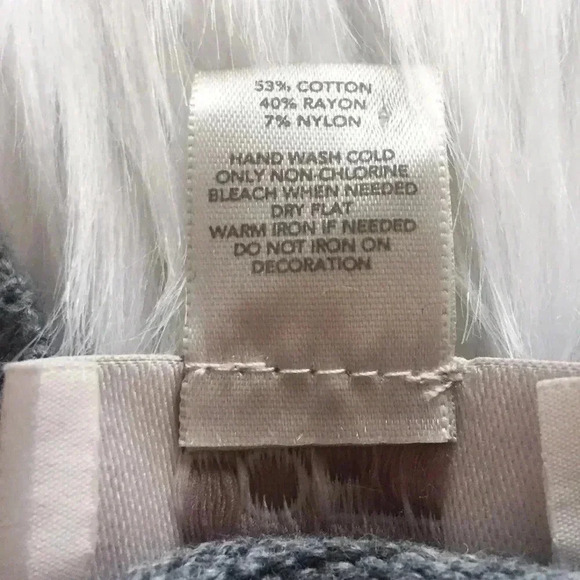 53% COTTON
40% RAYON
7% NYLON
HAND WASH COLD
ONLY NON-CHLORINE
BLEACH WHEN NEEDED
DRY FLAT
WARM IRON IF NEEDED
DO NOT IRON ON
DECORATION